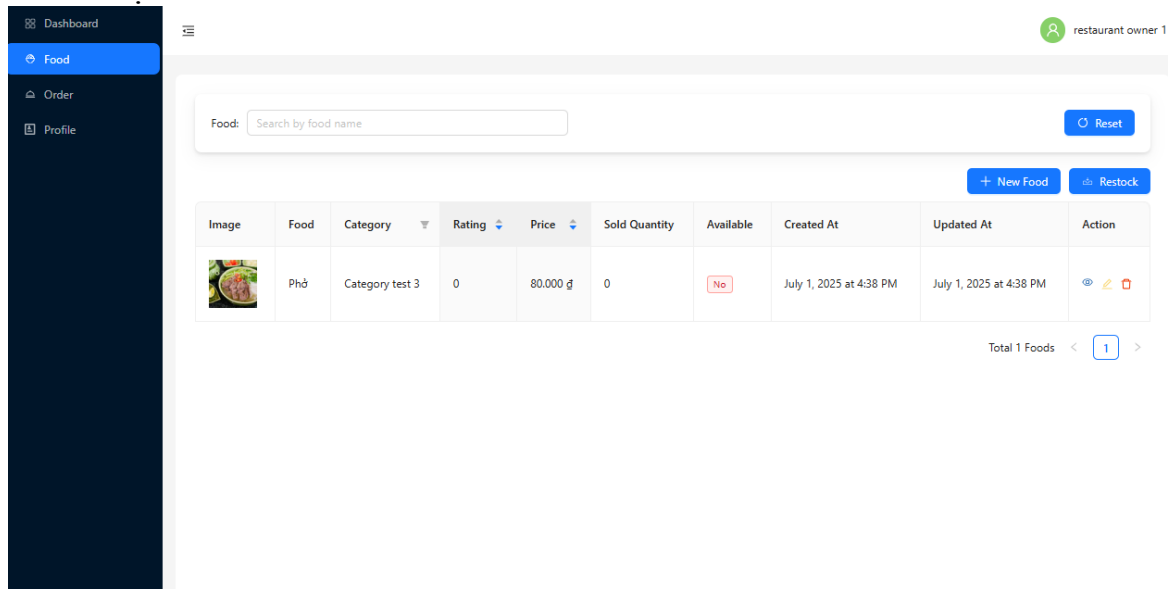 Dashboard
restaurant owner 1
Food
Order
Profile
Food: Search by food name
Reset
New Food
Restock
Image Food Category Rating Price Sold Quantity Available Created At Updated At Action
Phở Category test 3 0 80.000 ₫ 0 No July 1, 2025 at 4:38 PM July 1, 2025 at 4:38 PM
Total 1 Foods < 1 >